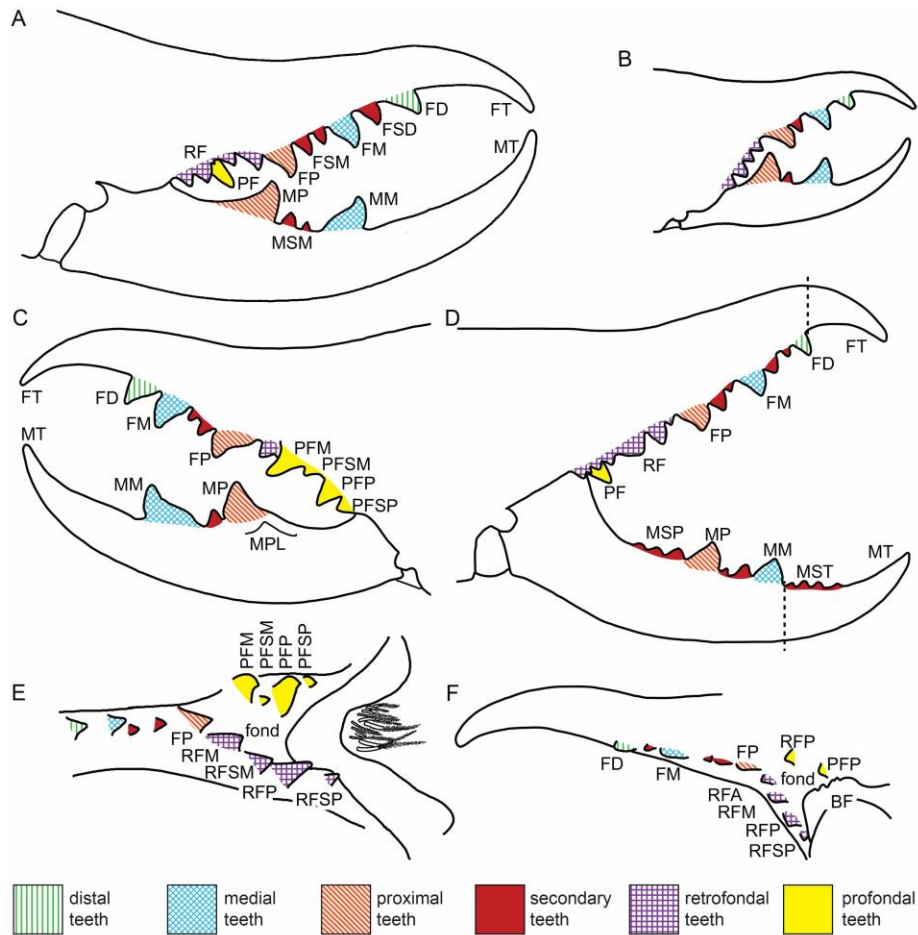 A
B
RF
PF
FP
FSM
FM
FSD
FD
FT
MT
MP
MSM
MM
C
D
FT
FD
FM
FP
PFM
PFSM
PFP
PFSP
MT
MM
MP
MPL
FD
FT
FM
FP
RF
PF
MSP
MP
MM
MST
MT
E
PFM
PFSM
PFP
PFSP
FP
fond
RFM
RFSM
RFP
RFSP
F
FD
FM
FP
RFP
fond
PFP
BF
RFA
RFM
RFP
RFSP
distal
teeth
medial
teeth
proximal
teeth
secondary
teeth
retrofondal
teeth
profondal
teeth